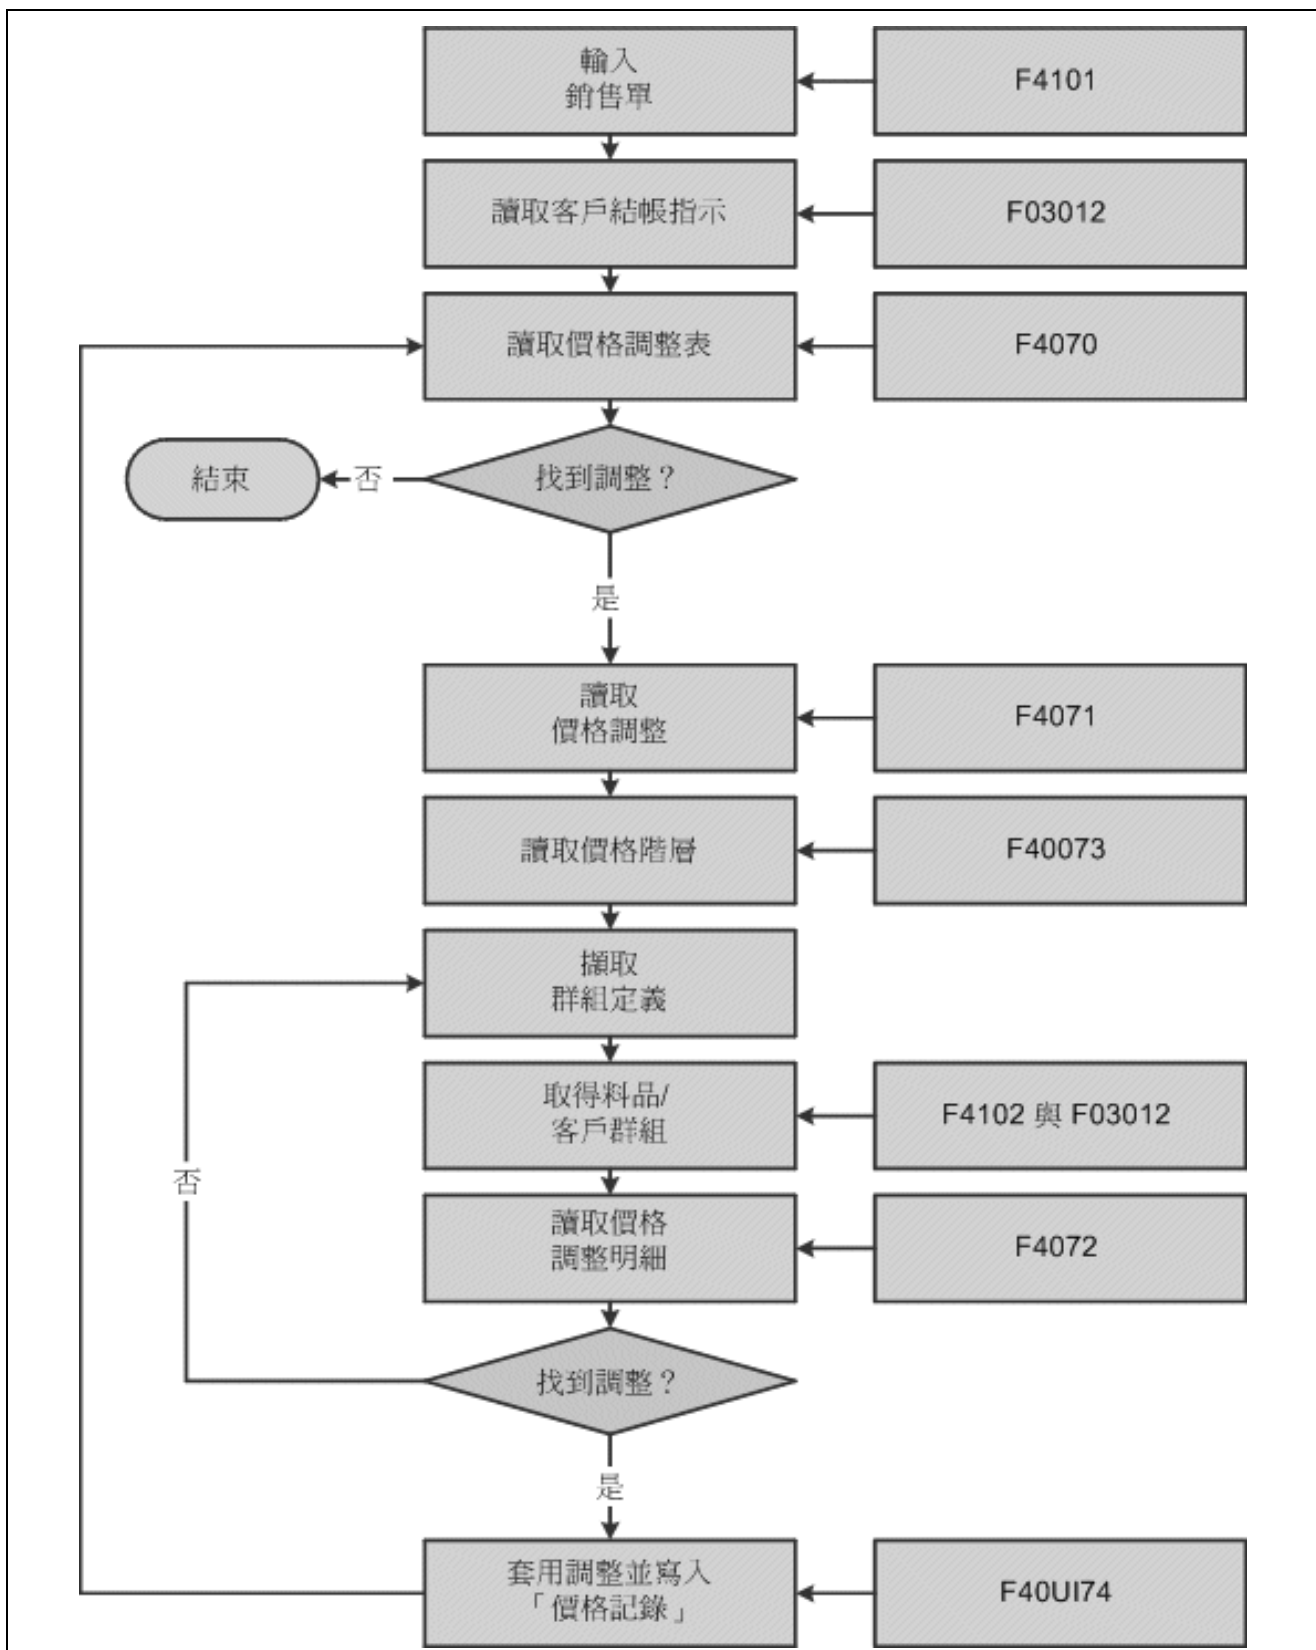 輸入
銷售單
F4101
讀取客戶結帳指示
F03012
讀取價格調整表
F4070
結束
否
找到調整？
是
讀取
價格調整
F4071
讀取價格階層
F40073
擷取
群組定義
取得料品/
客戶群組
F4102 與 F03012
否
讀取價格
調整明細
F4072
找到調整？
是
套用調整並寫入
「價格記錄」
F40UI74